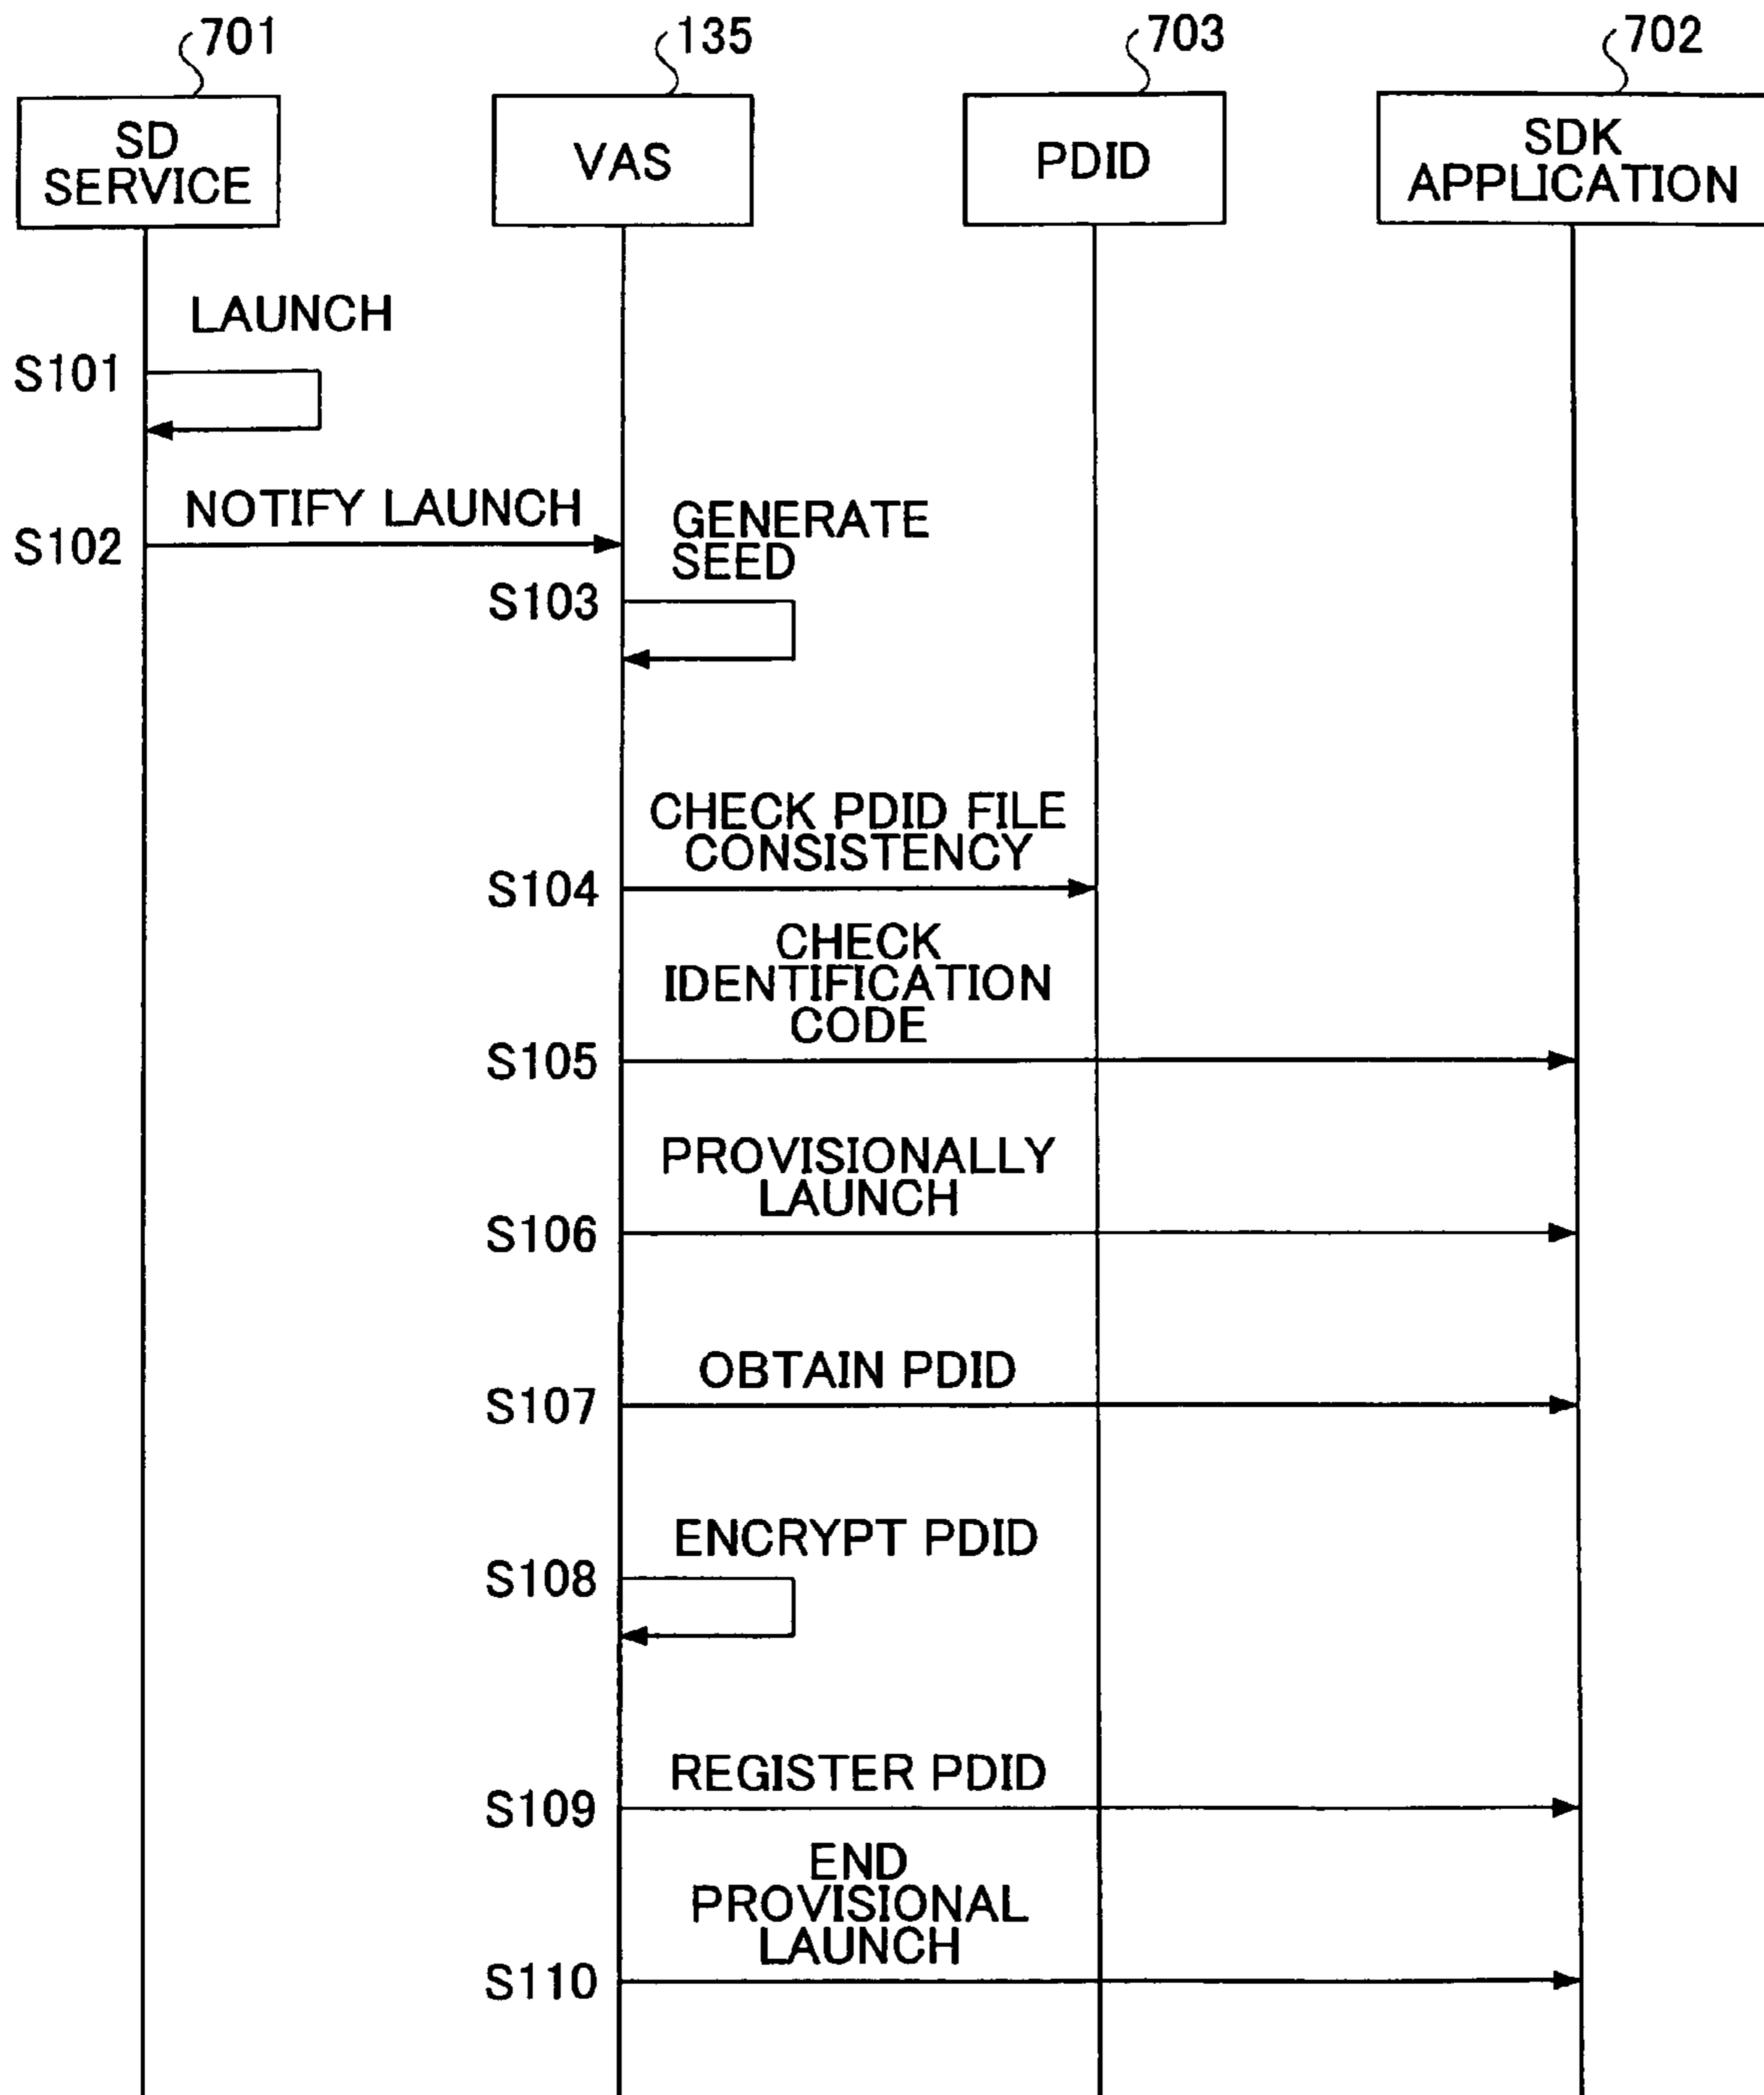 701
135
703
702
SD
SERVICE
VAS
PDID
SDK
APPLICATION
LAUNCH
S101
NOTIFY LAUNCH
S102
GENERATE
SEED
S103
CHECK PDID FILE
CONSISTENCY
S104
CHECK
IDENTIFICATION
CODE
S105
PROVISIONALLY
LAUNCH
S106
OBTAIN PDID
S107
ENCRYPT PDID
S108
REGISTER PDID
S109
END
PROVISIONAL
LAUNCH
S110